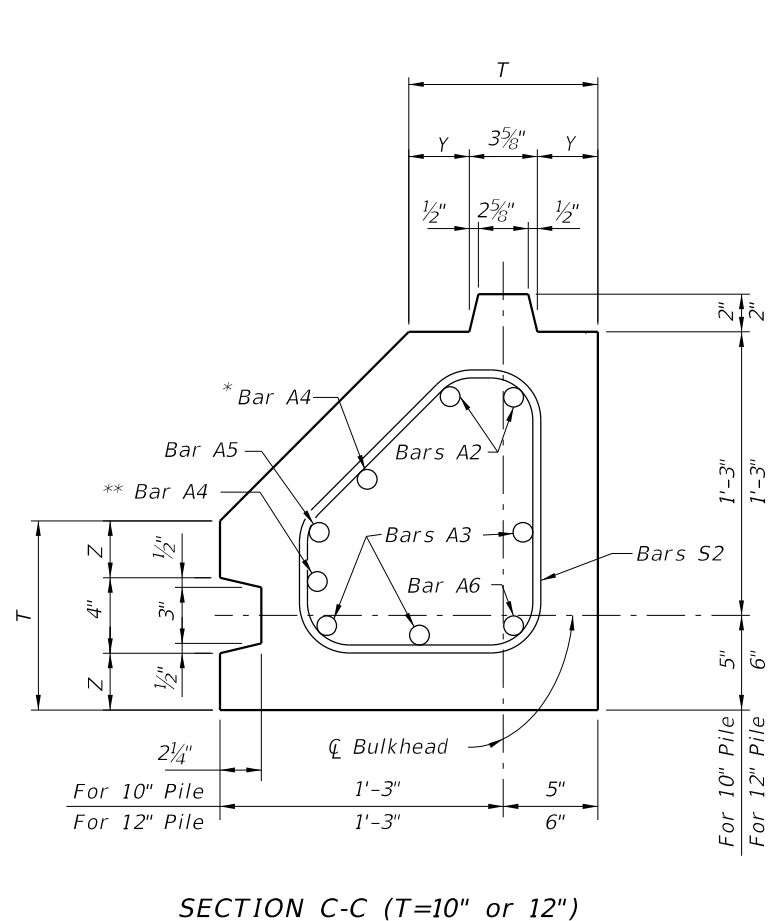 T
Y 3⅝" Y
½" 2⅝" ½"
2" 2"
* Bar A4
Bar A5
Bars A2
** Bar A4
1'-3" 1'-3"
Z ½"
Bars A3
Bars S2
T
4" 3"
Bar A6
Z ½"
5" 6"
℄ Bulkhead
2¼"
For 10" Pile 1'-3" 5"
For 12" Pile 1'-3" 6"
For 10" Pile
For 12" Pile
SECTION C-C (T=10" or 12")